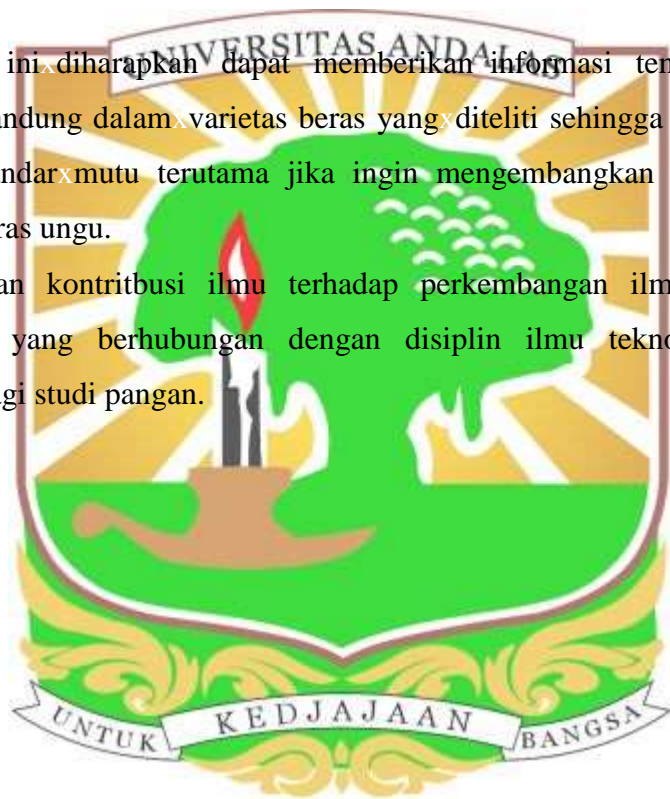 UNIVERSITAS ANDALAS
ini x diharapkan dapat memberikan informasi ten
andung dalam x varietas beras yang x diteliti sehingga
ndar x mutu terutama jika ingin mengembangkan
ras ungu.
an kontritbusi ilmu terhadap perkembangan ilm
yang berhubungan dengan disiplin ilmu tekno
gi studi pangan.
UNTUK KEDJAJAAN BANGSA